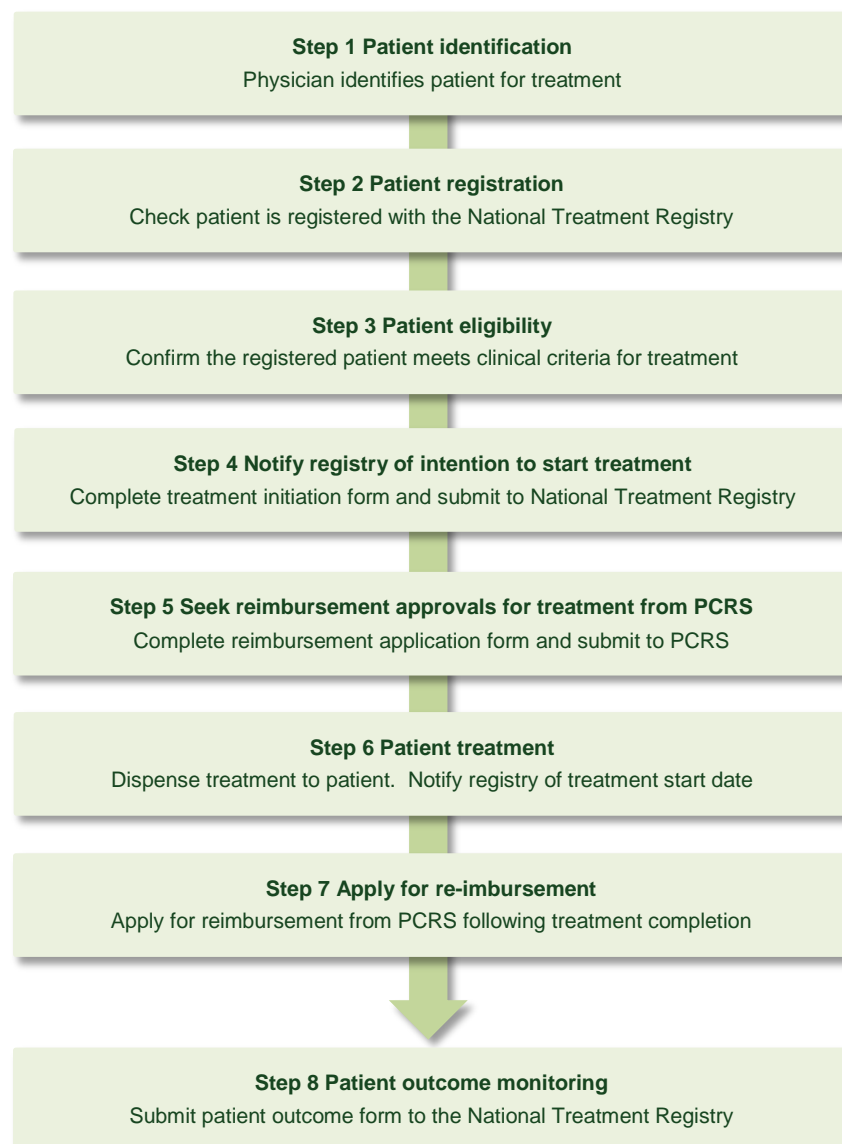 Step 1 Patient identification
Physician identifies patient for treatment
Step 2 Patient registration
Check patient is registered with the National Treatment Registry
Step 3 Patient eligibility
Confirm the registered patient meets clinical criteria for treatment
Step 4 Notify registry of intention to start treatment
Complete treatment initiation form and submit to National Treatment Registry
Step 5 Seek reimbursement approvals for treatment from PCRS
Complete reimbursement application form and submit to PCRS
Step 6 Patient treatment
Dispense treatment to patient.  Notify registry of treatment start date
Step 7 Apply for re-imbursement
Apply for reimbursement from PCRS following treatment completion
Step 8 Patient outcome monitoring
Submit patient outcome form to the National Treatment Registry